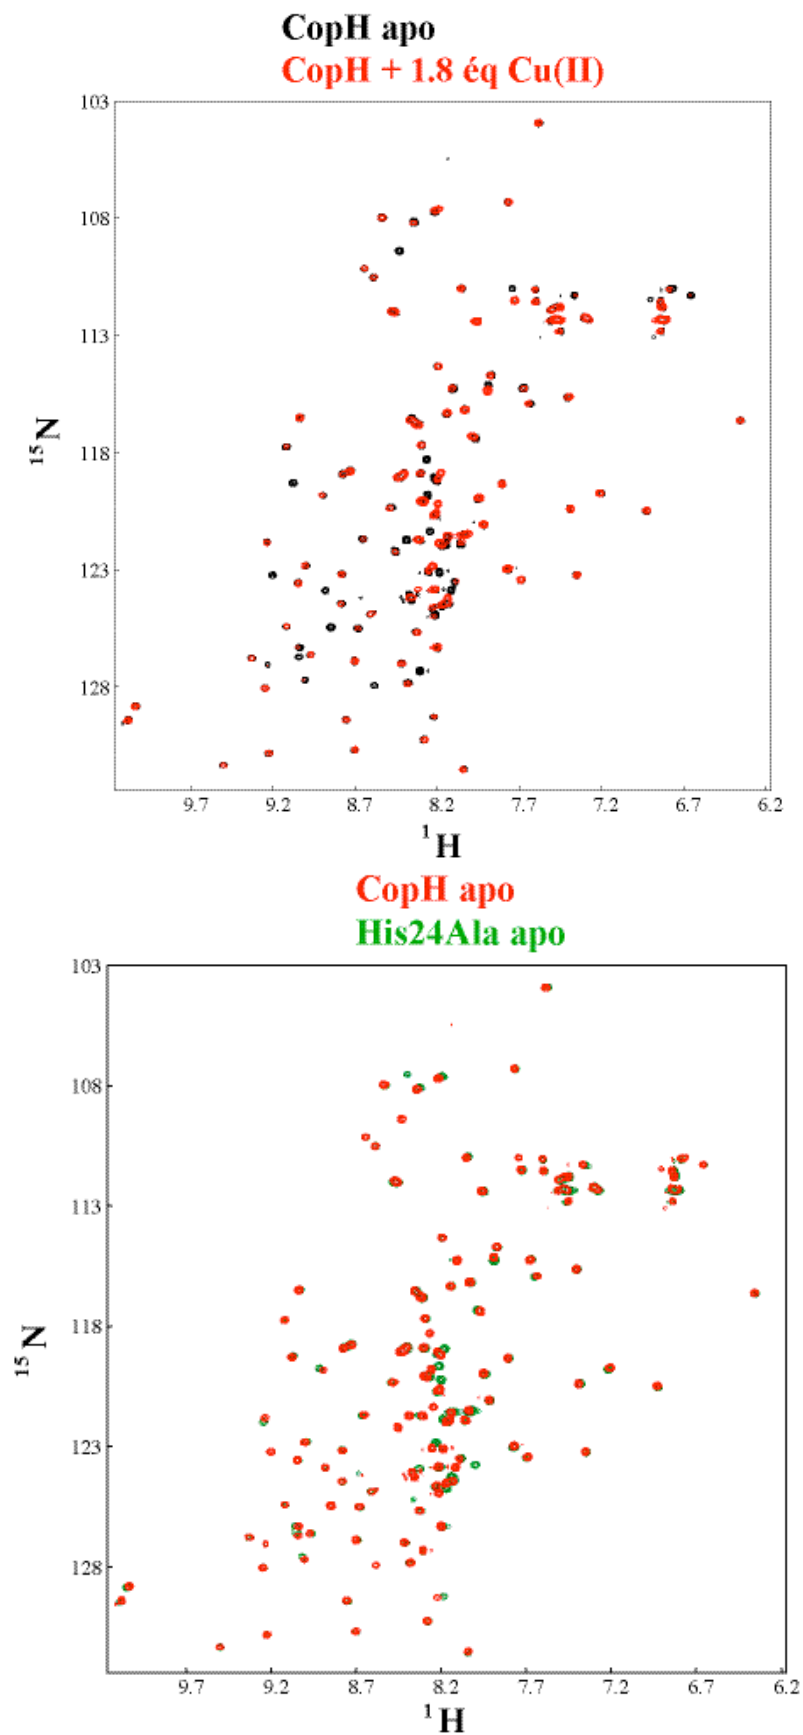 CopH apo
CopH + 1.8 éq Cu(II)
103
108
113
118
123
128
15N
9.7 9.2 8.7 8.2 7.7 7.2 6.7 6.2
1H
CopH apo
His24Ala apo
103
108
113
118
123
128
15N
9.7 9.2 8.7 8.2 7.7 7.2 6.7 6.2
1H